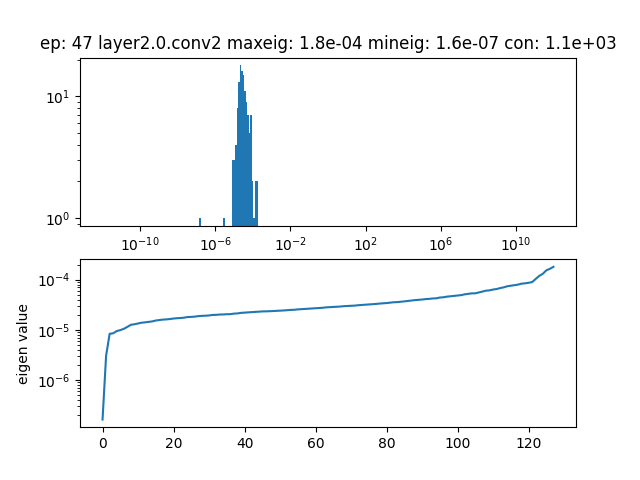 ep: 47 layer2.0.conv2 maxeig: 1.8e-04 mineig: 1.6e-07 con: 1.1e+03
10¹
10⁰
10⁻¹⁰ 10⁻⁶ 10⁻² 10² 10⁶ 10¹⁰
10⁻⁴
10⁻⁵
10⁻⁶
eigen value
0 20 40 60 80 100 120